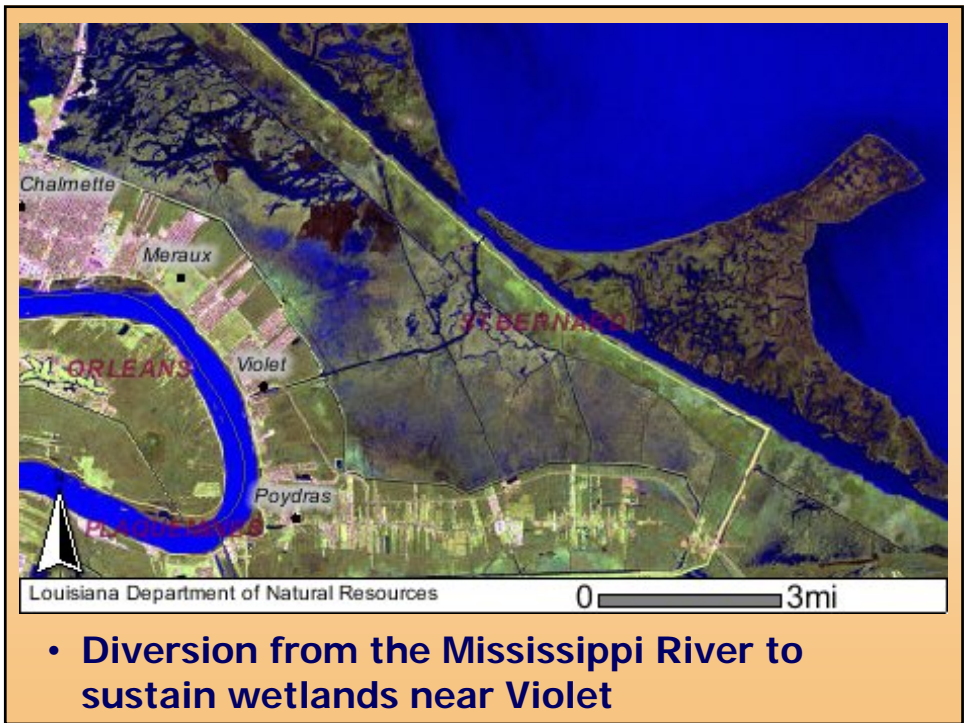 Chalmette
Meraux
ST BERNARD
ORLEANS
Violet
Poydras
PLAQUEMINES
Louisiana Department of Natural Resources
0 3mi
• Diversion from the Mississippi River to
sustain wetlands near Violet